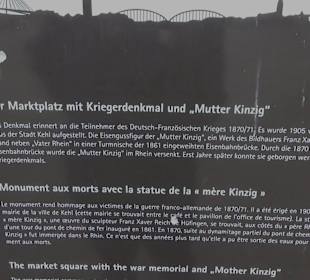 r Marktplatz mit Kriegerdenkmal und „Mutter Kinzig“
s Denkmal erinnert an die Teilnehmer des Deutsch-Französischen Krieges 1870/71. Es wurde 1905 v
us der Stadt Kehl aufgestellt. Die Eisengussfigur der „Mutter Kinzig“, ein Werk des Bildhauers Franz Xa
and neben „Vater Rhein“ in einer Turmnische der 1861 eingeweihten Eisenbahnbrücke. Durch die 1870
senbahnbrücke wurde die „Mutter Kinzig“ im Rhein versenkt. Erst Jahre später konnte sie geborgen wer
riegerdenkmals.
Monument aux morts avec la statue de la « mère Kinzig »
Le monument rend hommage aux victimes de la guerre franco-allemande de 1870/71. Il a été érigé en 190
mairie de la ville de Kehl (cette mairie se trouvait entre le café et le pavillon de l'office de tourisme). La st
« mère Kinzig », une œuvre du sculpteur Franz Xaver Reich de Hüfingen, se trouvait, aux côtés du « père Rh
d'une tour du pont de chemin de fer inauguré en 1861. En 1870, suite au dynamitage partiel du pont de chem
Kinzig » fut immergée dans le Rhin. Ce n'est que des années plus tard qu'elle a pu être sortie des eaux pour
ment aux morts.
The market square with the war memorial and „Mother Kinzig“